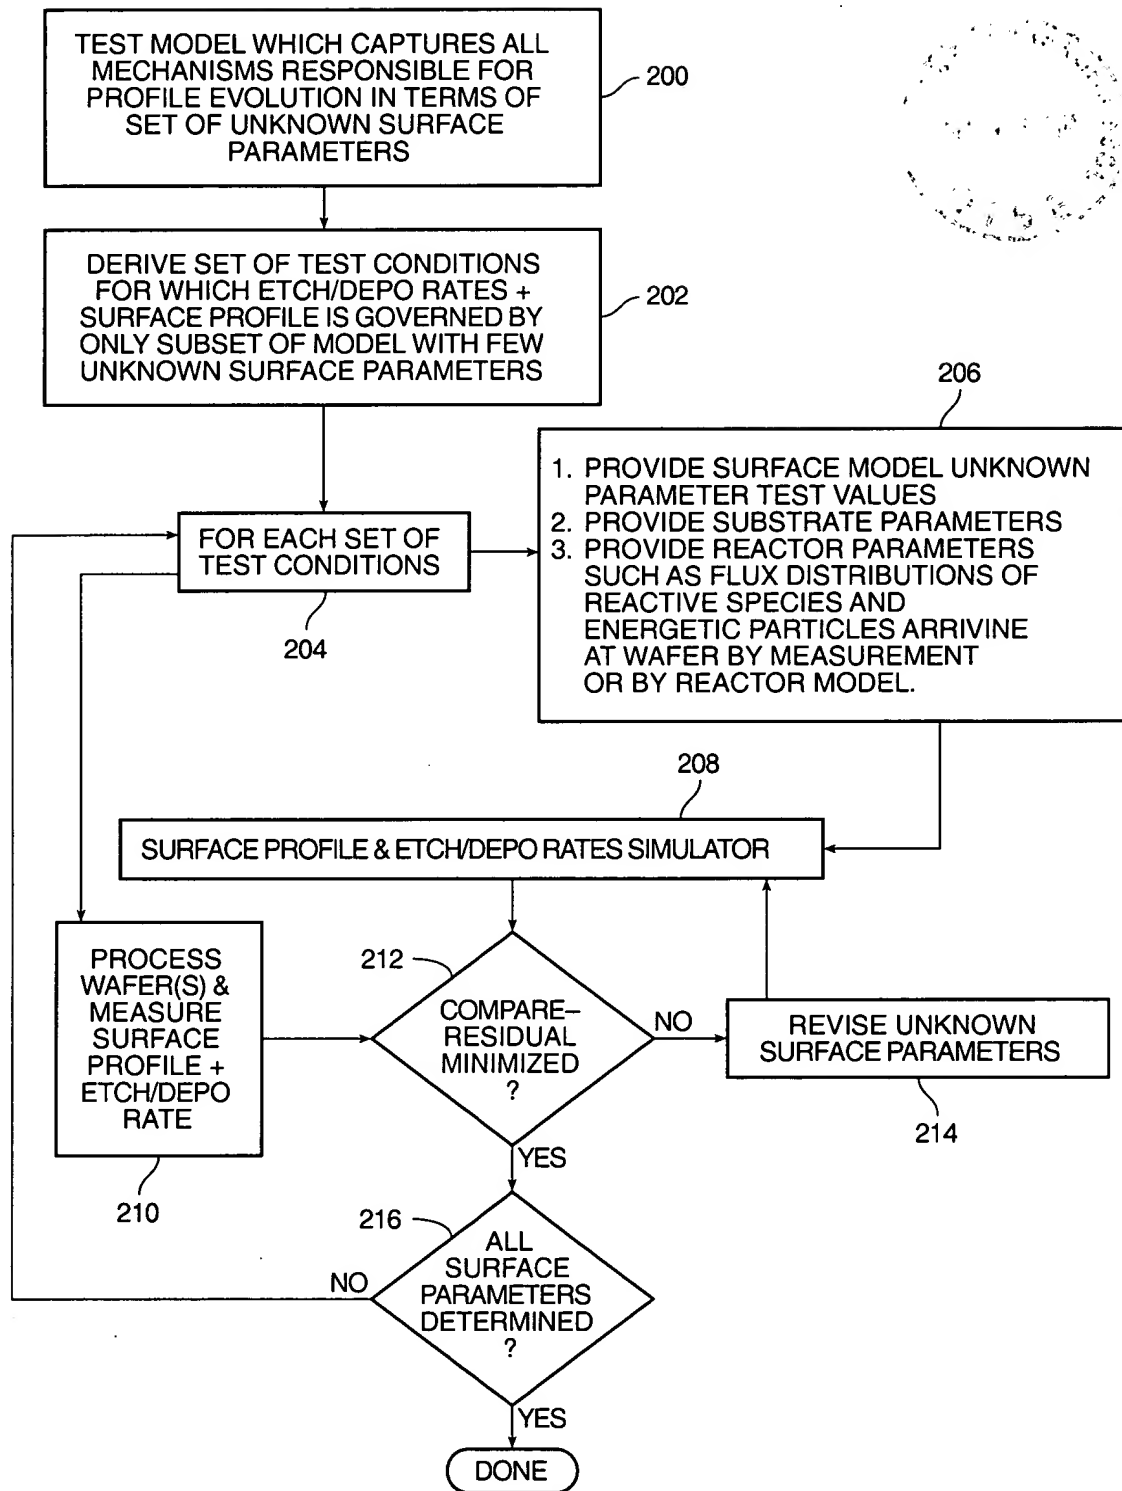 TEST MODEL WHICH CAPTURES ALL
MECHANISMS RESPONSIBLE FOR
PROFILE EVOLUTION IN TERMS OF
SET OF UNKNOWN SURFACE
PARAMETERS
200
DERIVE SET OF TEST CONDITIONS
FOR WHICH ETCH/DEPO RATES +
SURFACE PROFILE IS GOVERNED BY
ONLY SUBSET OF MODEL WITH FEW
UNKNOWN SURFACE PARAMETERS
202
206
1. PROVIDE SURFACE MODEL UNKNOWN
PARAMETER TEST VALUES
2. PROVIDE SUBSTRATE PARAMETERS
3. PROVIDE REACTOR PARAMETERS
SUCH AS FLUX DISTRIBUTIONS OF
REACTIVE SPECIES AND
ENERGETIC PARTICLES ARRIVINE
AT WAFER BY MEASUREMENT
OR BY REACTOR MODEL.
FOR EACH SET OF
TEST CONDITIONS
204
208
SURFACE PROFILE & ETCH/DEPO RATES SIMULATOR
PROCESS
WAFER(S) &
MEASURE
SURFACE
PROFILE +
ETCH/DEPO
RATE
210
212
COMPARE–
RESIDUAL
MINIMIZED
?
NO
REVISE UNKNOWN
SURFACE PARAMETERS
214
YES
216
ALL
SURFACE
PARAMETERS
DETERMINED
?
NO
YES
DONE